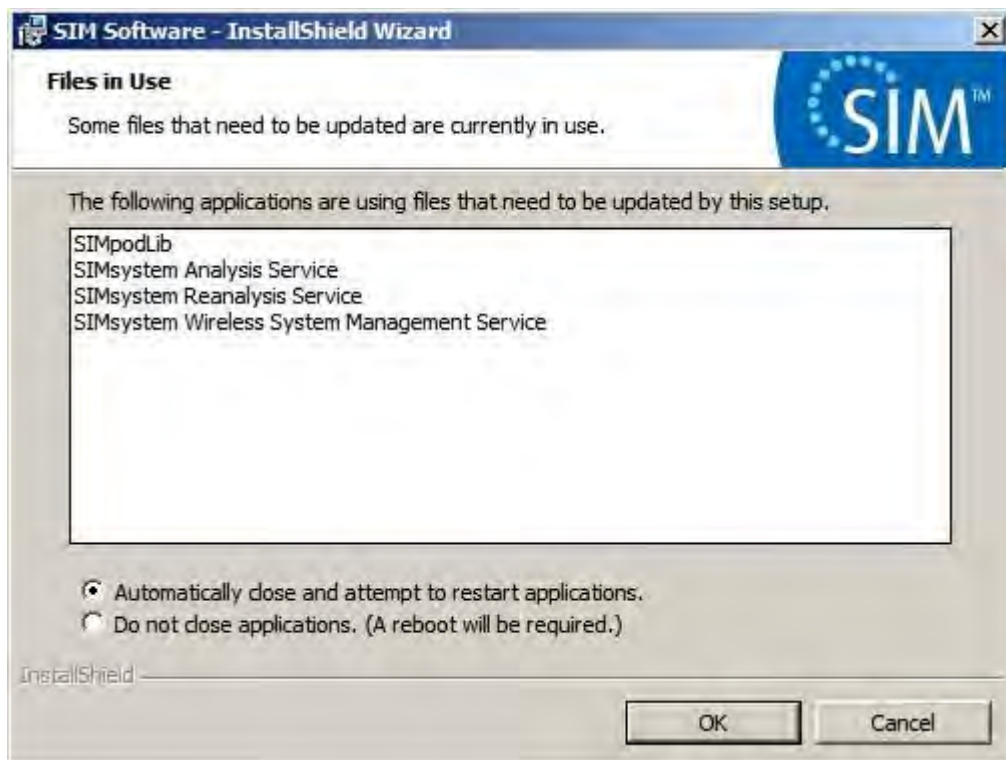 SIM Software - InstallShield Wizard
Files in Use
Some files that need to be updated are currently in use.
SIM™
The following applications are using files that need to be updated by this setup.
SIMpodLib
SIMsystem Analysis Service
SIMsystem Reanalysis Service
SIMsystem Wireless System Management Service
Automatically close and attempt to restart applications.
Do not close applications. (A reboot will be required.)
InstallShield
OK
Cancel